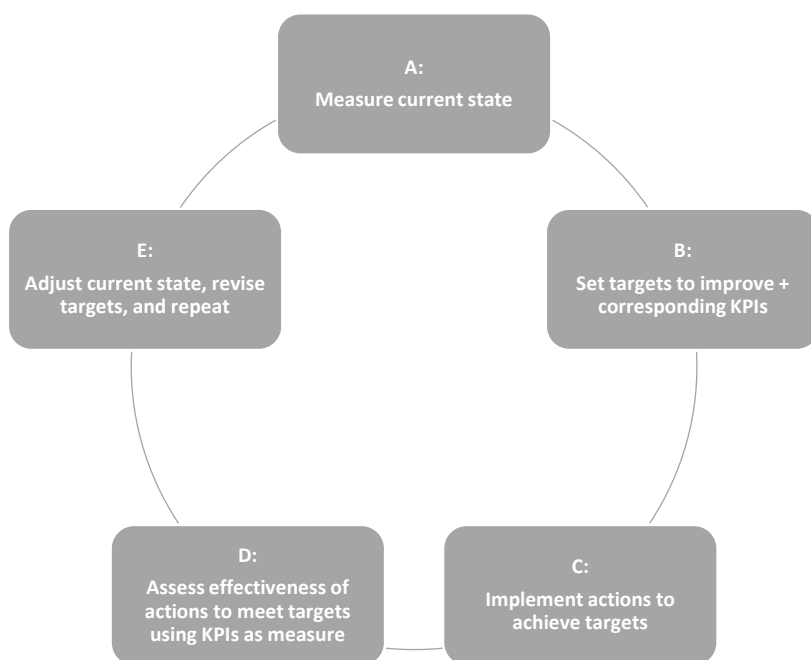 A:
Measure current state
B:
Set targets to improve +
corresponding KPIs
C:
Implement actions to
achieve targets
D:
Assess effectiveness of
actions to meet targets
using KPIs as measure
E:
Adjust current state, revise
targets, and repeat